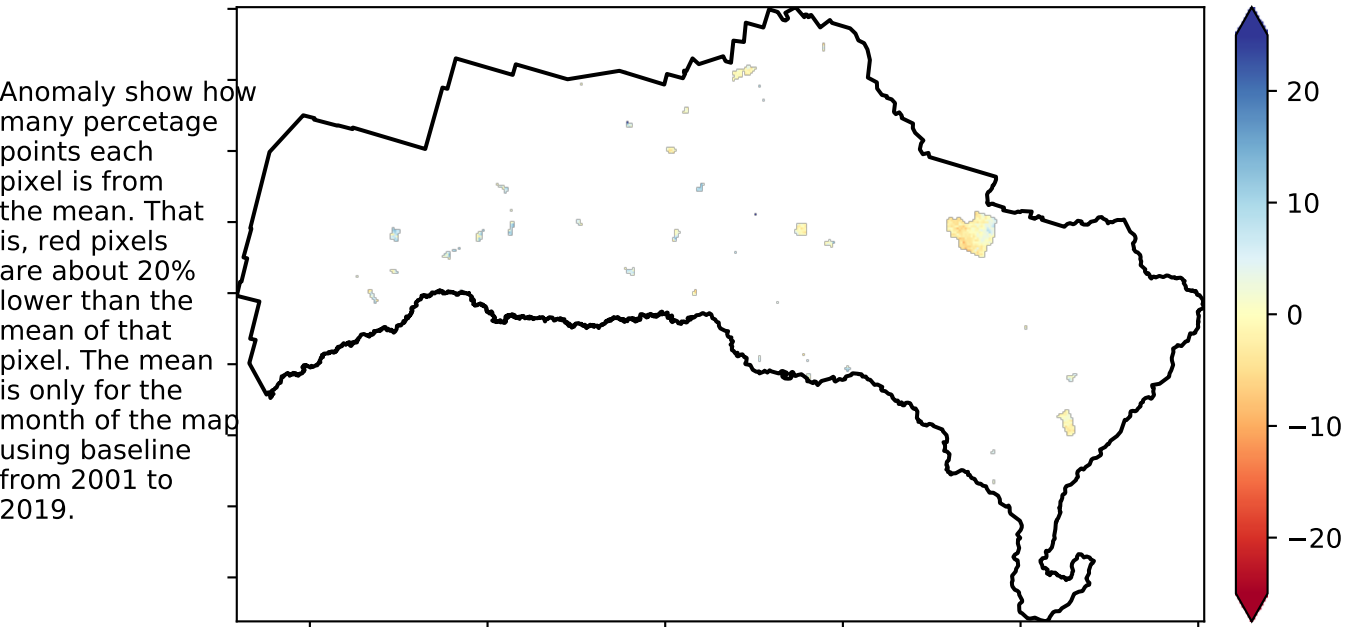 Anomaly show how
many percetage
points each
pixel is from
the mean. That
is, red pixels
are about 20%
lower than the
mean of that
pixel. The mean
is only for the
month of the map
using baseline
from 2001 to
2019.
20
10
0
−10
−20